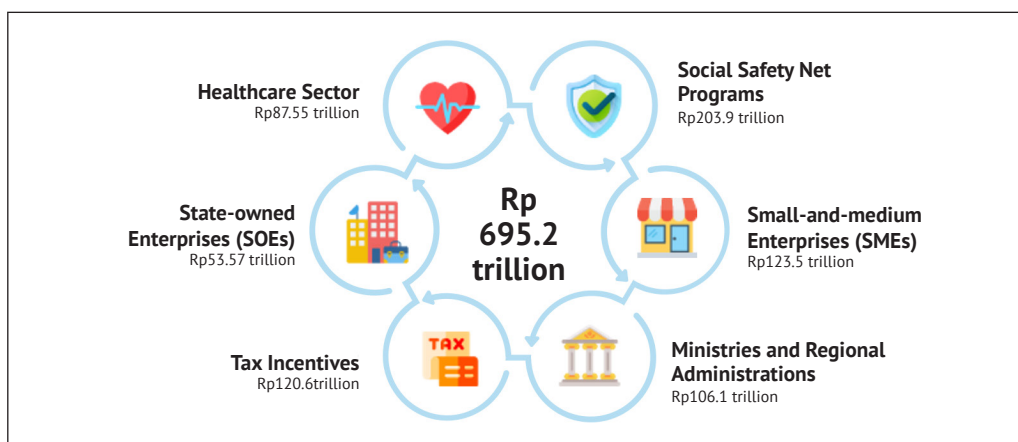 Healthcare Sector
Rp87.55 trillion
Social Safety Net
Programs
Rp203.9 trillion
State-owned
Enterprises (SOEs)
Rp53.57 trillion
Rp
695.2
trillion
Small-and-medium
Enterprises (SMEs)
Rp123.5 trillion
Tax Incentives
Rp120.6trillion
TAX
Ministries and Regional
Administrations
Rp106.1 trillion